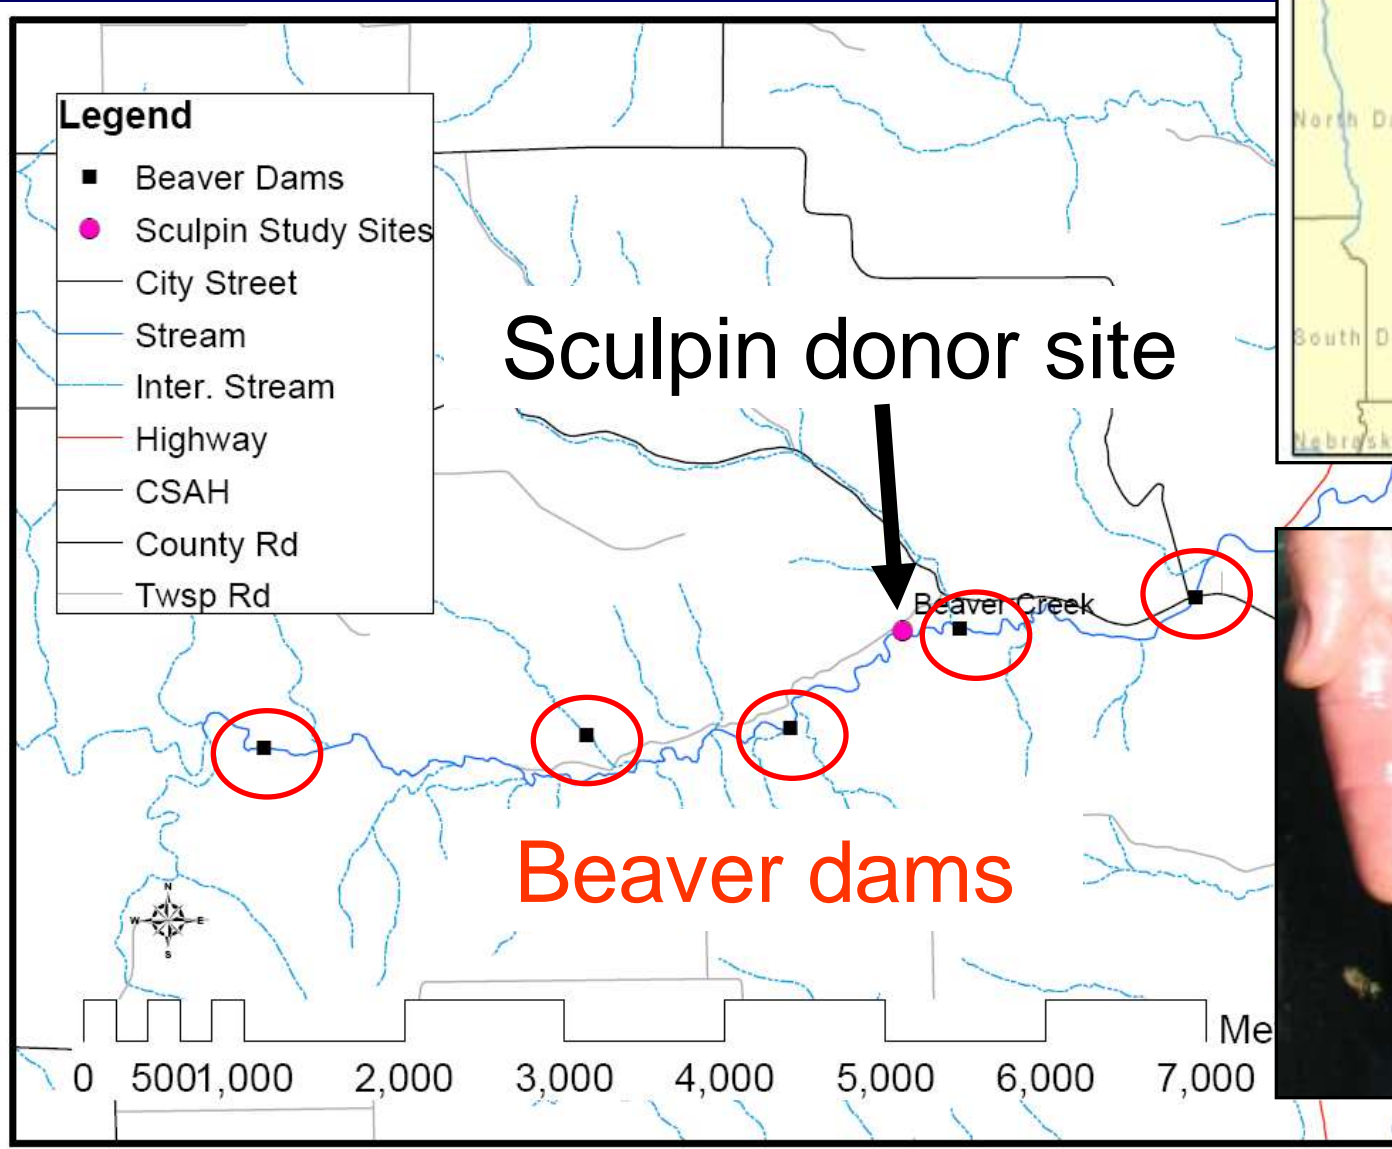 Legend
Beaver Dams
Sculpin Study Sites
City Street
Stream
Inter. Stream
Highway
CSAH
County Rd
Twsp Rd
Sculpin donor site
Beaver Creek
Beaver dams
N
W E
S
0 500 1,000 2,000 3,000 4,000 5,000 6,000 7,000
Me
North D
South D
Nebrask